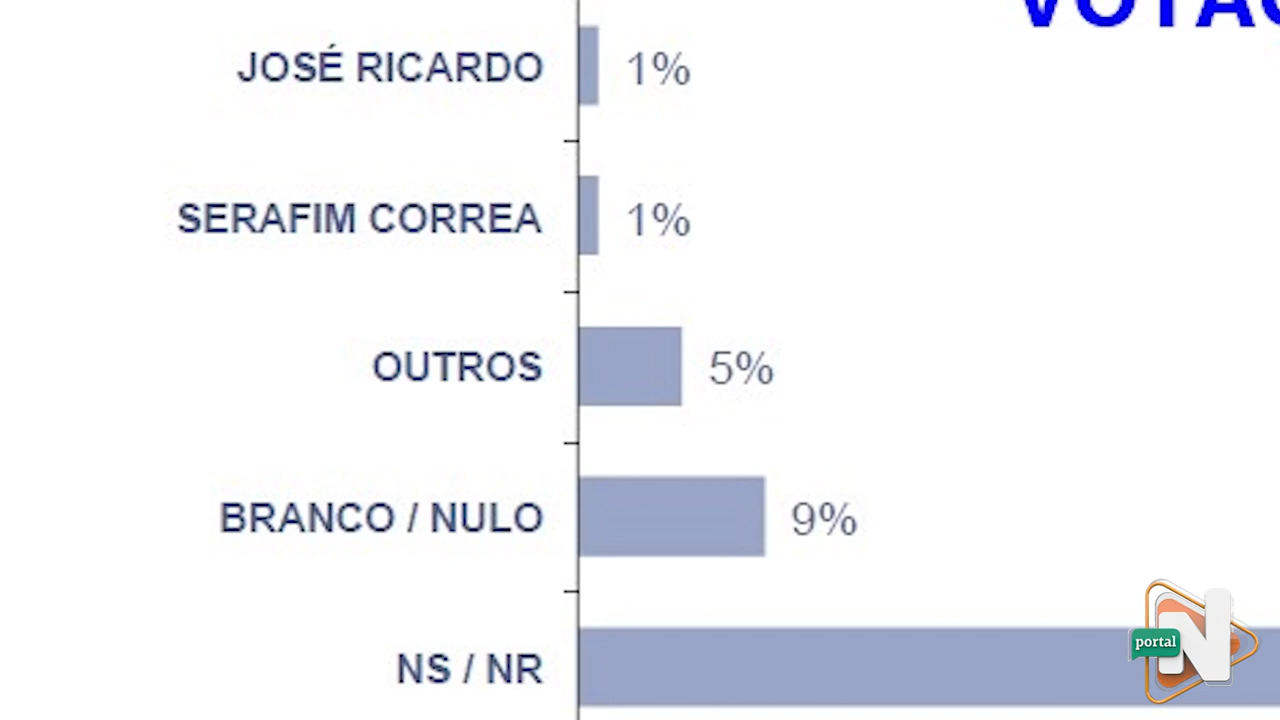 JOSÉ RICARDO 1%
SERAFIM CORREA 1%
OUTROS 5%
BRANCO / NULO 9%
NS / NR
portal N